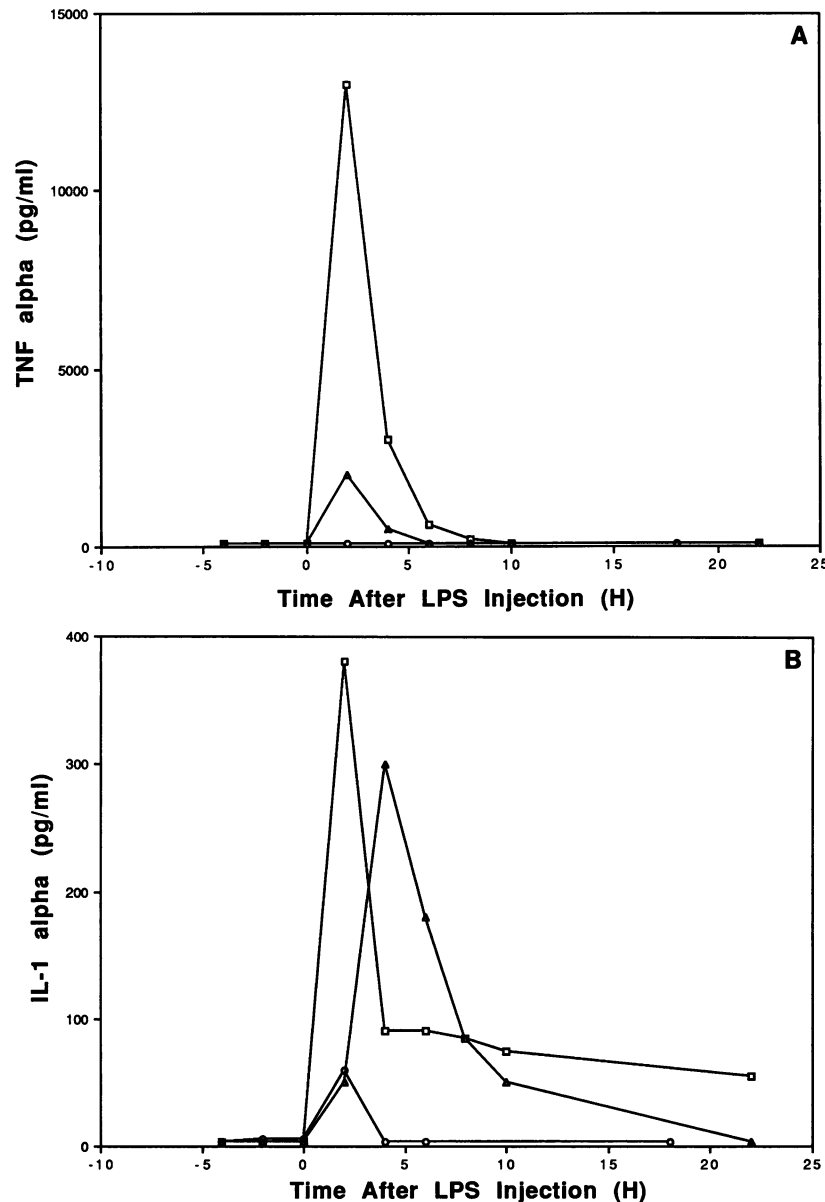 A
15000
10000
5000
0
TNF alpha (pg/ml)
-10 -5 0 5 10 15 20 25
Time After LPS Injection (H)
B
400
300
200
100
0
IL-1 alpha (pg/ml)
-10 -5 0 5 10 15 20 25
Time After LPS Injection (H)